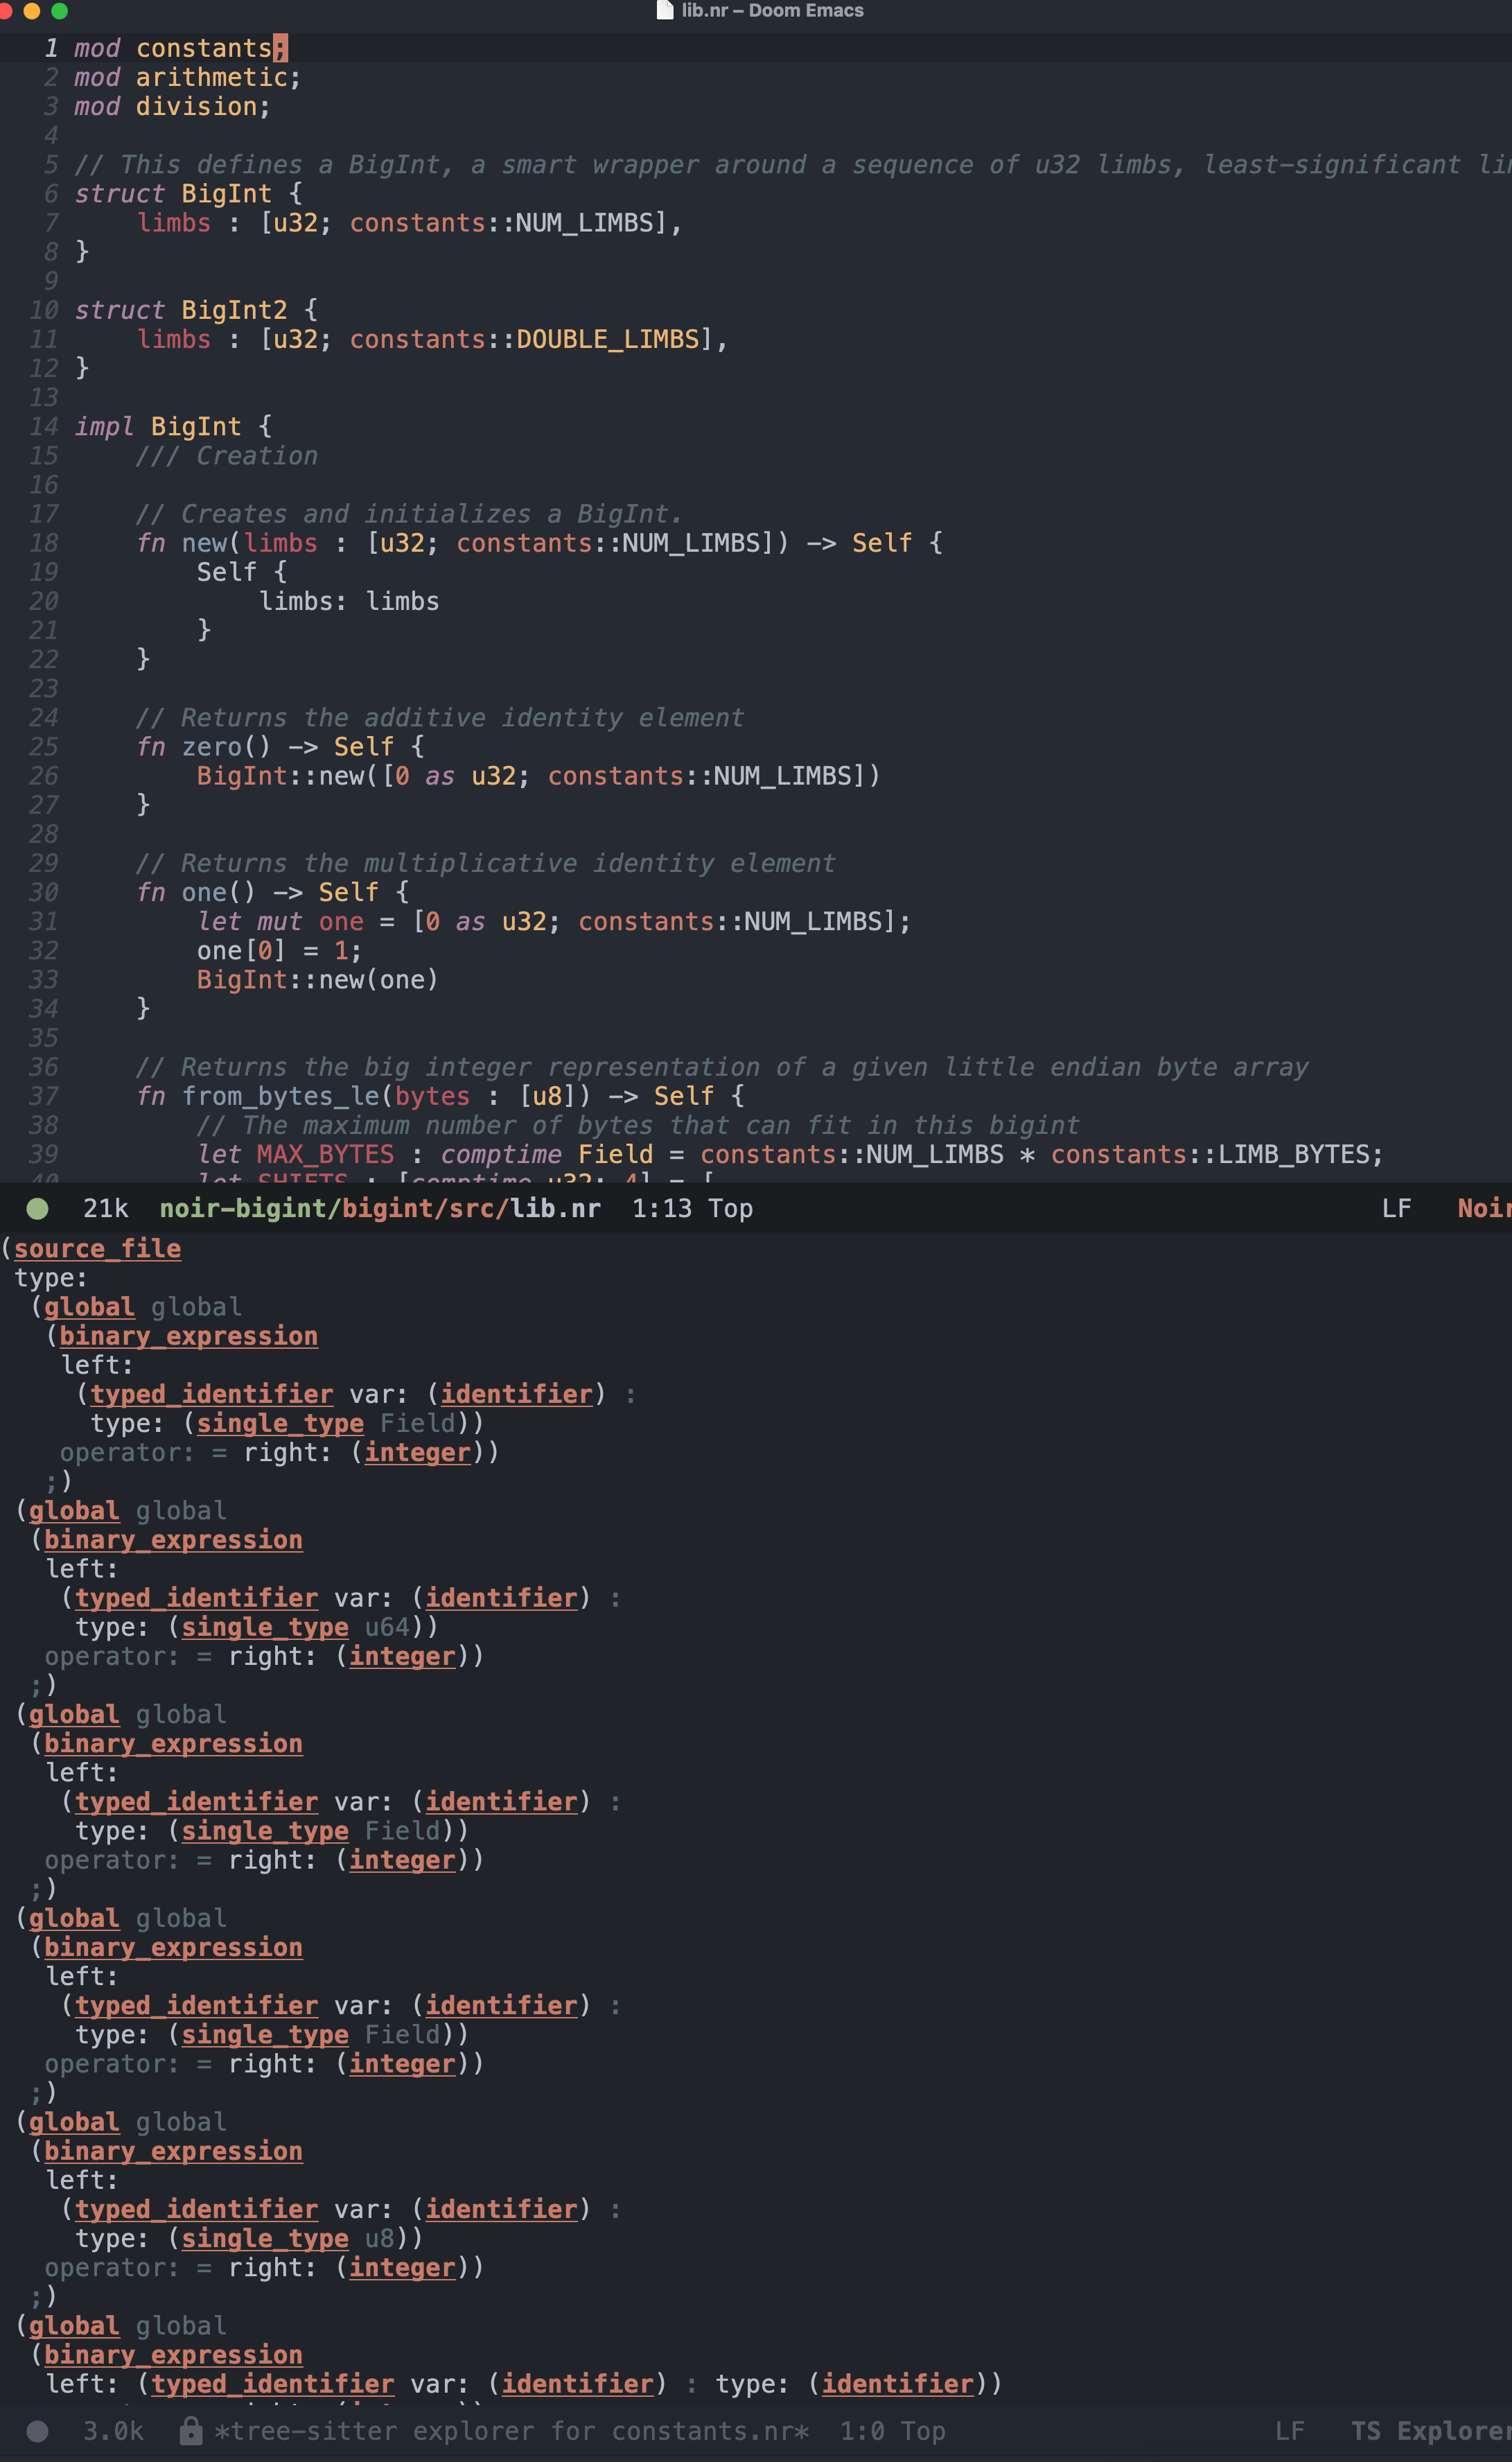 lib.nr – Doom Emacs
1 mod constants;
2 mod arithmetic;
3 mod division;
4
5 // This defines a BigInt, a smart wrapper around a sequence of u32 limbs, least-significant
6 struct BigInt {
7     limbs : [u32; constants::NUM_LIMBS],
8 }
9
10 struct BigInt2 {
11     limbs : [u32; constants::DOUBLE_LIMBS],
12 }
13
14 impl BigInt {
15     /// Creation
16
17     // Creates and initializes a BigInt.
18     fn new(limbs : [u32; constants::NUM_LIMBS]) -> Self {
19         Self {
20             limbs: limbs
21         }
22     }
23
24     // Returns the additive identity element
25     fn zero() -> Self {
26         BigInt::new([0 as u32; constants::NUM_LIMBS])
27     }
28
29     // Returns the multiplicative identity element
30     fn one() -> Self {
31         let mut one = [0 as u32; constants::NUM_LIMBS];
32         one[0] = 1;
33         BigInt::new(one)
34     }
35
36     // Returns the big integer representation of a given little endian byte array
37     fn from_bytes_le(bytes : [u8]) -> Self {
38         // The maximum number of bytes that can fit in this bigint
39         let MAX_BYTES : comptime Field = constants::NUM_LIMBS * constants::LIMB_BYTES;
40         let SHIFTS : [comptime u32; 4] = [
21k noir-bigint/bigint/src/lib.nr 1:13 Top LF Noir
(source_file
 type:
  (global global
   (binary_expression
    left:
     (typed_identifier var: (identifier) :
      type: (single_type Field))
    operator: = right: (integer))
   ;)
 (global global
  (binary_expression
   left:
    (typed_identifier var: (identifier) :
     type: (single_type u64))
   operator: = right: (integer))
  ;)
 (global global
  (binary_expression
   left:
    (typed_identifier var: (identifier) :
     type: (single_type Field))
   operator: = right: (integer))
  ;)
 (global global
  (binary_expression
   left:
    (typed_identifier var: (identifier) :
     type: (single_type Field))
   operator: = right: (integer))
  ;)
 (global global
  (binary_expression
   left:
    (typed_identifier var: (identifier) :
     type: (single_type u8))
   operator: = right: (integer))
  ;)
 (global global
  (binary_expression
   left: (typed_identifier var: (identifier) : type: (identifier))
3.0k *tree-sitter explorer for constants.nr* 1:0 Top LF TS Explorer